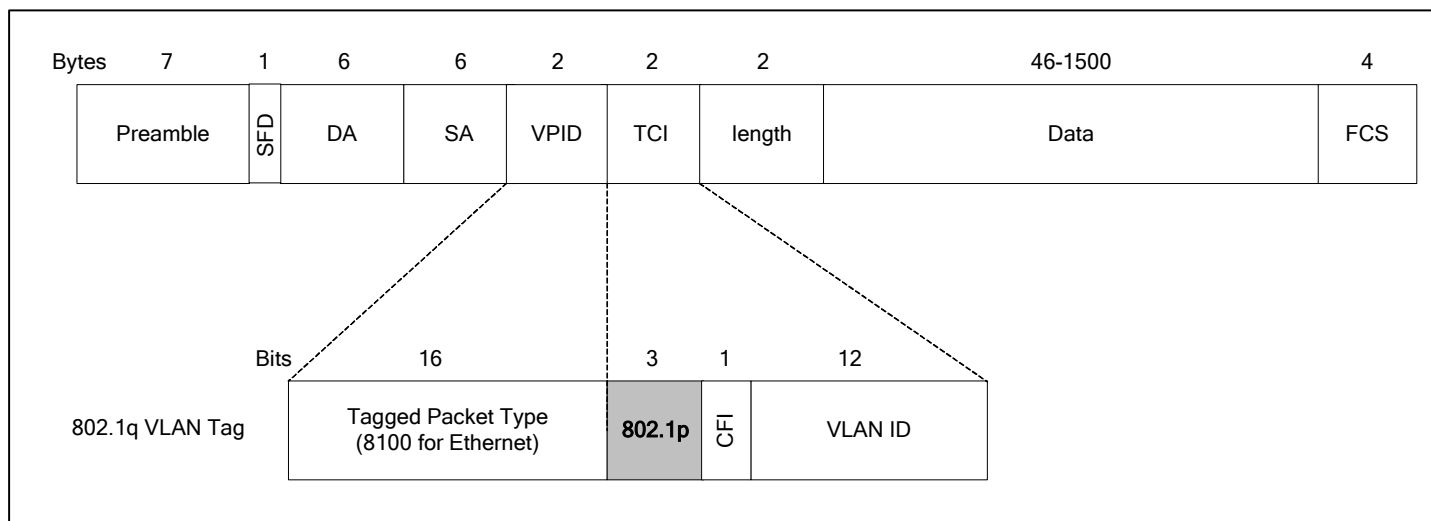 Bytes 7 1 6 6 2 2 2 46-1500 4
Preamble SFD DA SA VPID TCI length Data FCS
Bits 16 3 1 12
802.1q VLAN Tag
Tagged Packet Type
(8100 for Ethernet)
802.1p CFI VLAN ID